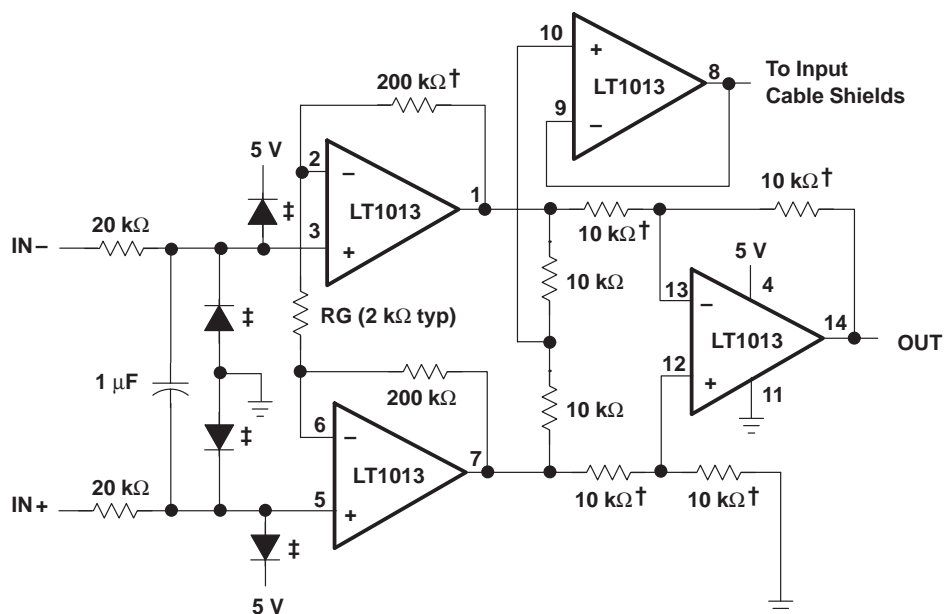 10
+
LT1013
8
To Input
Cable Shields
9
−
200 kΩ†
5 V
2
−
LT1013
1
‡
20 kΩ
3
+
IN−
10 kΩ†
10 kΩ†
5 V
4
10 kΩ
13
−
‡
RG (2 kΩ typ)
LT1013
14
OUT
12
+
11
1 μF
200 kΩ
10 kΩ
‡
6
−
LT1013
7
20 kΩ
IN+
5
+
10 kΩ†
10 kΩ†
‡
5 V